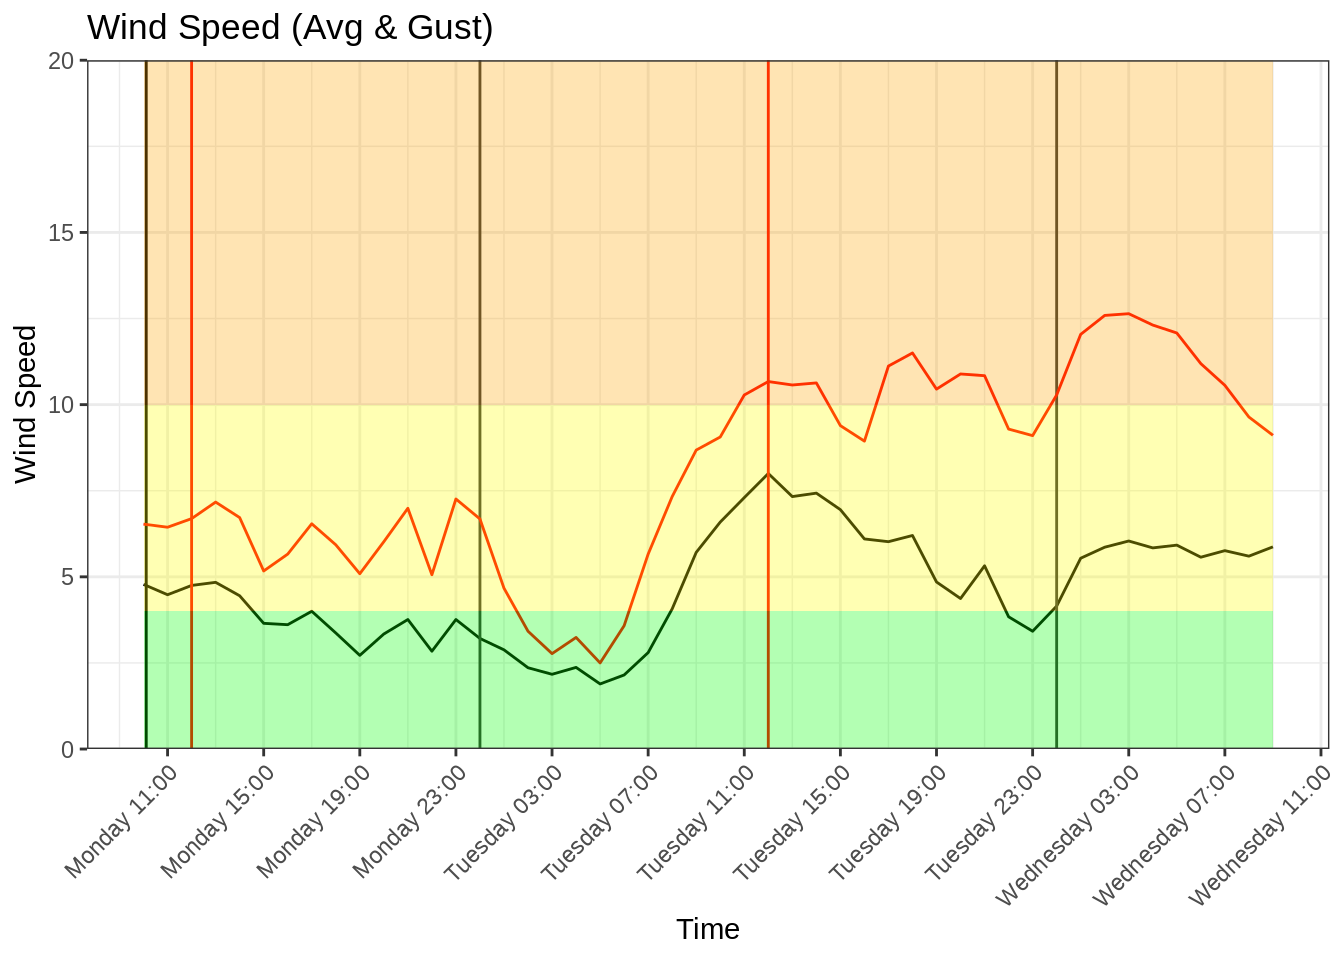 Wind Speed (Avg & Gust)
20
15
10
5
0
Wind Speed
Monday 11:00
Monday 15:00
Monday 19:00
Monday 23:00
Tuesday 03:00
Tuesday 07:00
Tuesday 11:00
Tuesday 15:00
Tuesday 19:00
Tuesday 23:00
Wednesday 03:00
Wednesday 07:00
Wednesday 11:00
Time